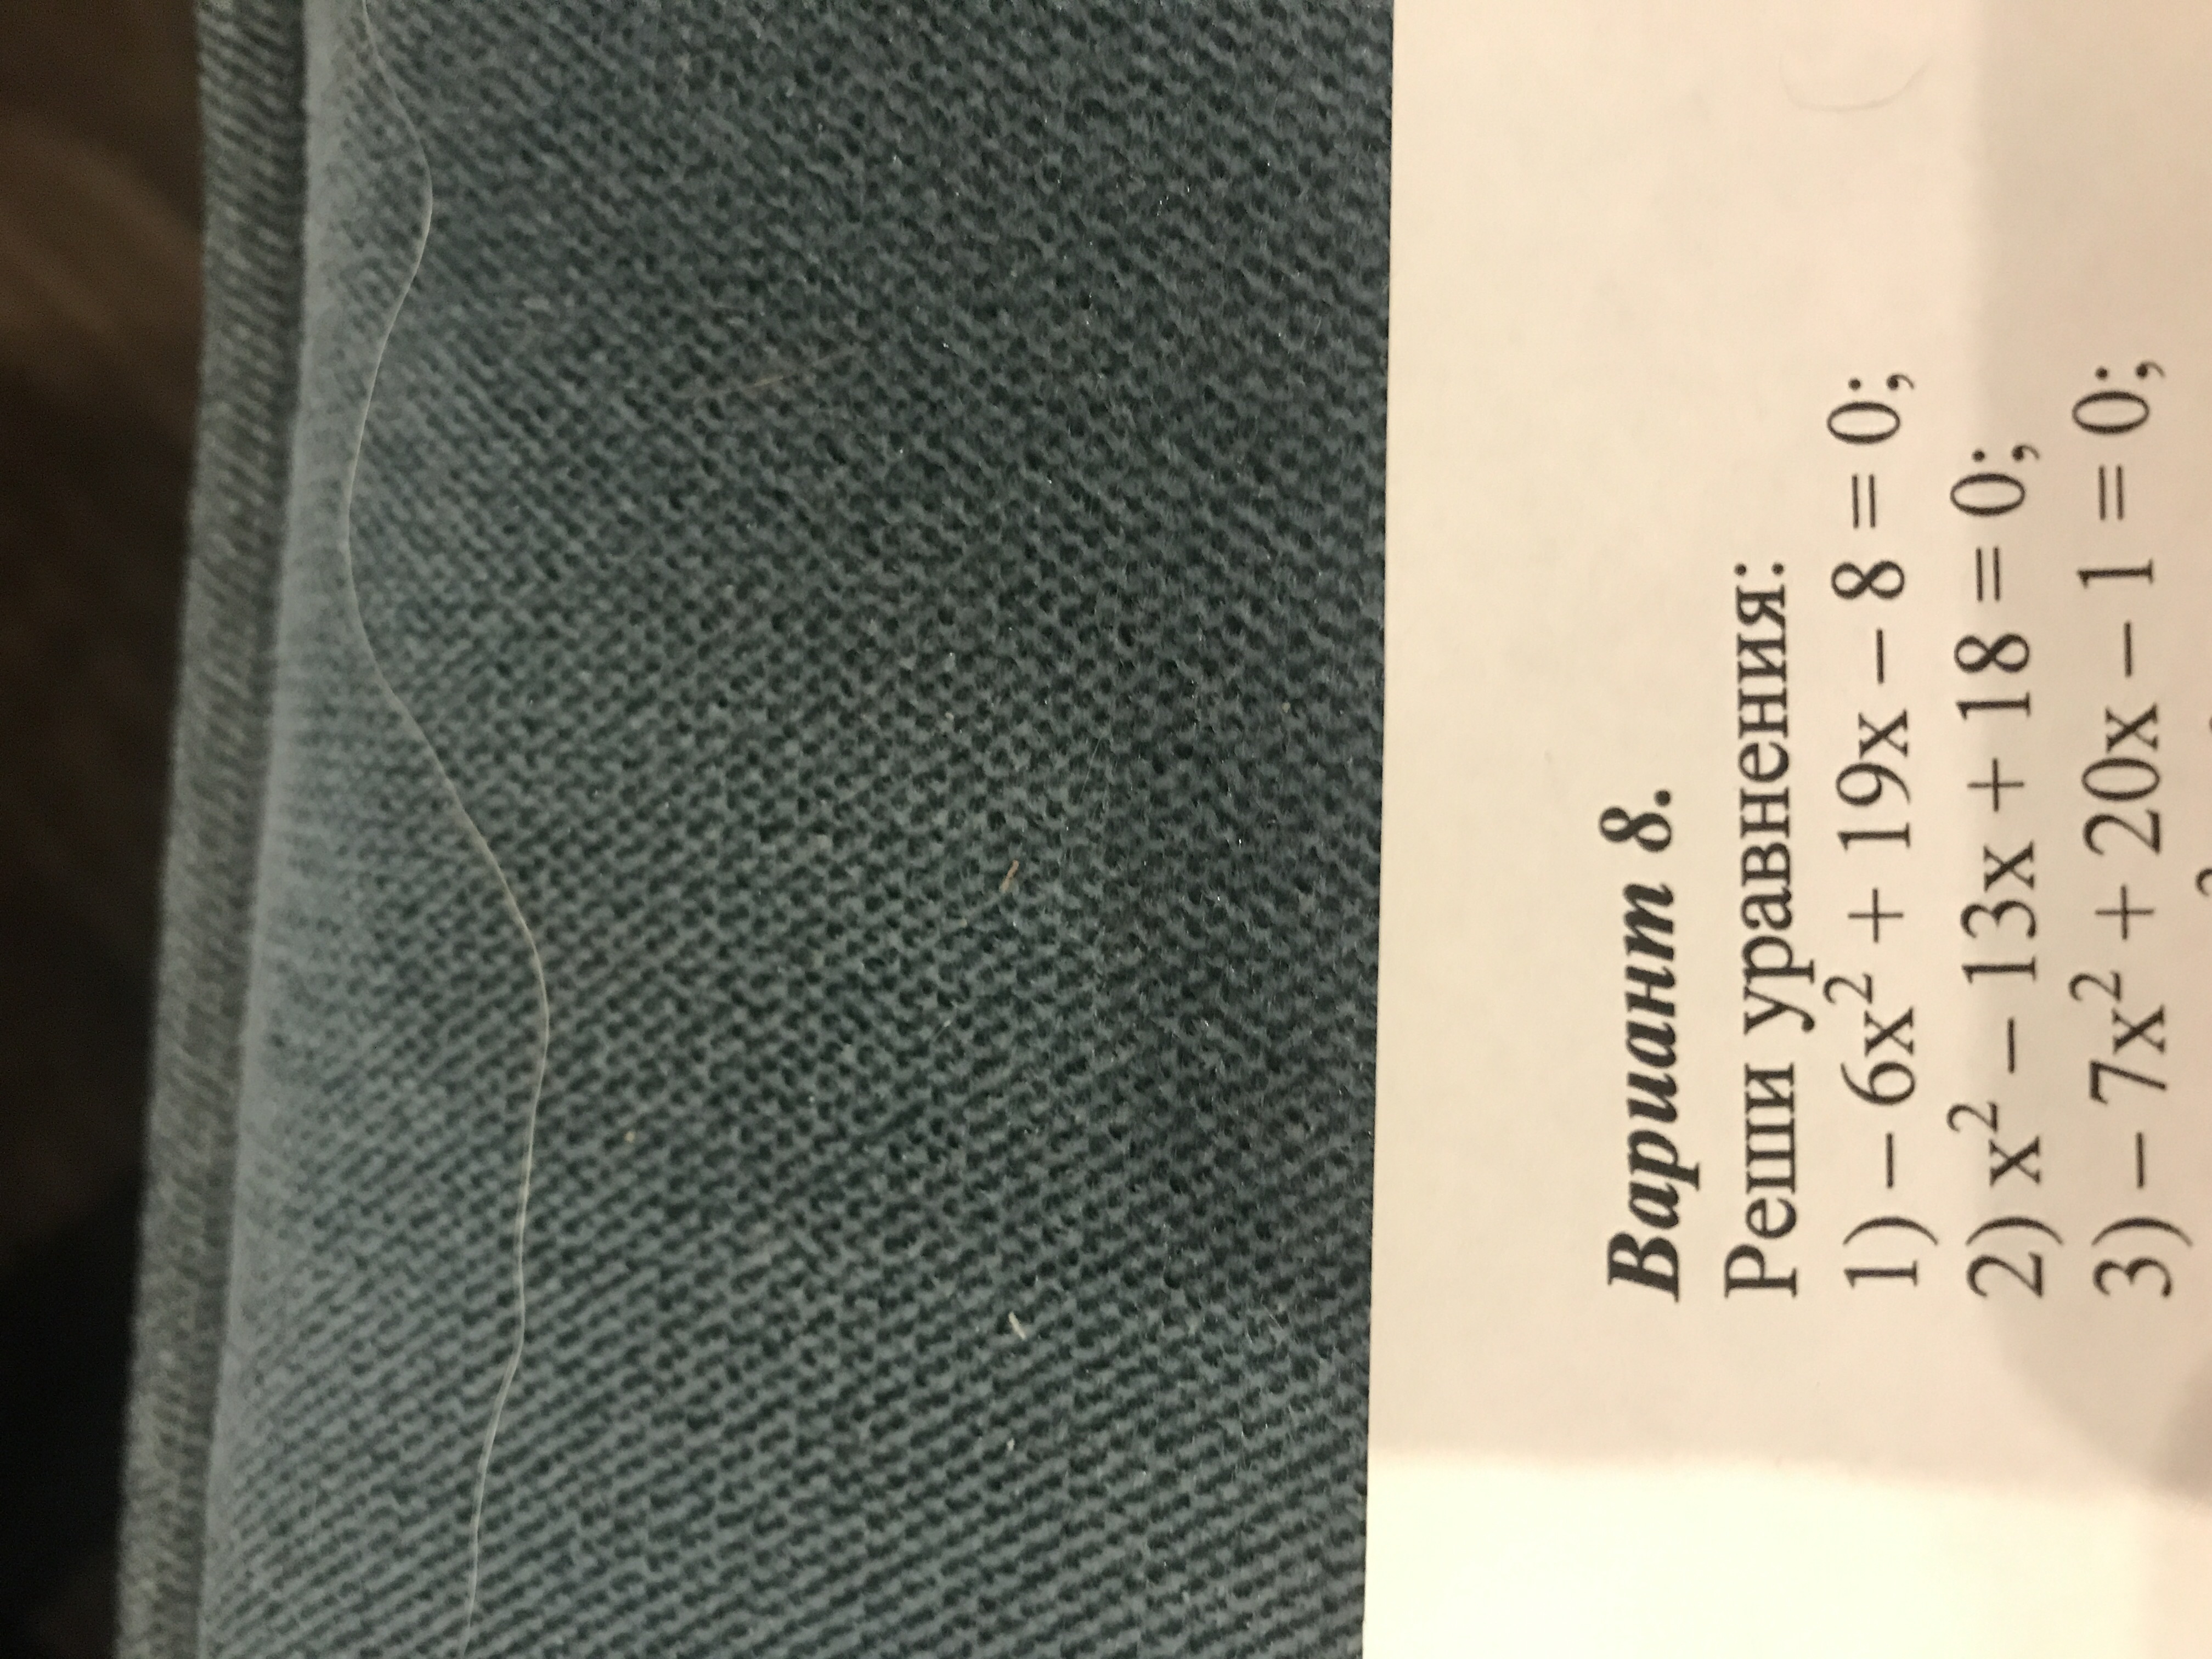 Вариант 8.
Реши уравнения:
1) – 6x² + 19x – 8 = 0;
2) x² – 13x + 18 = 0;
3) – 7x² + 20x – 1 = 0;